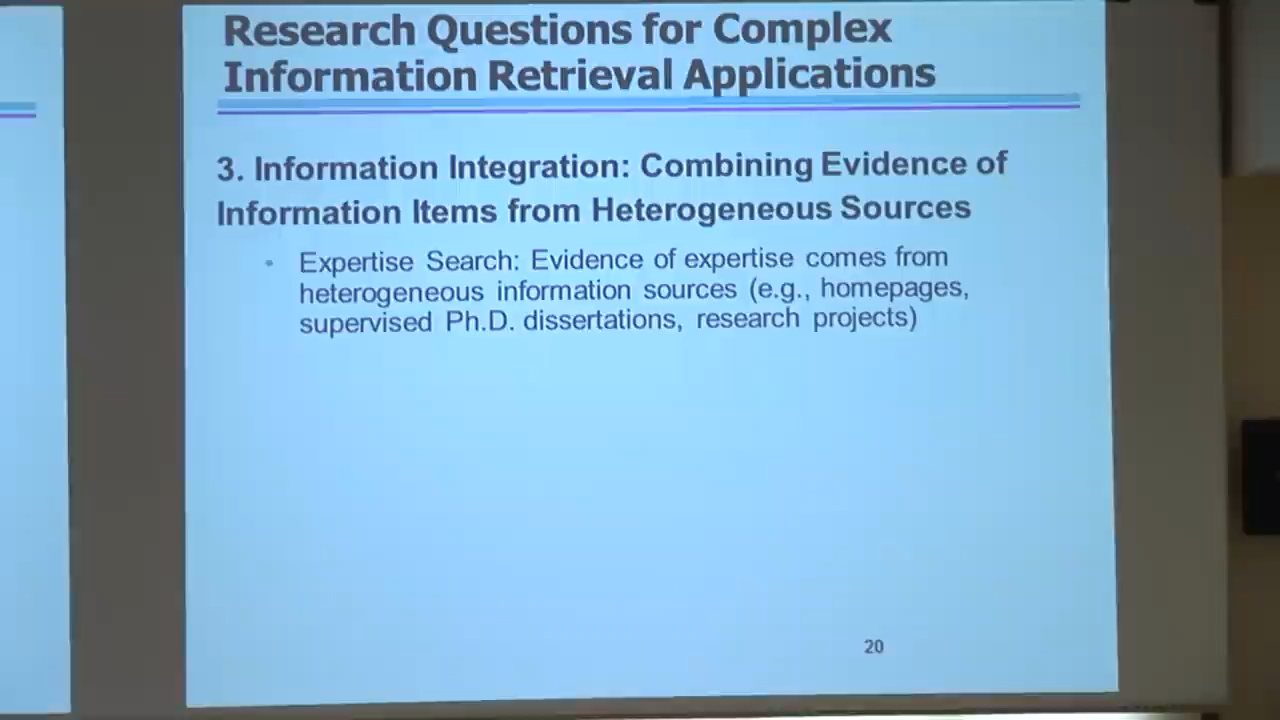 Research Questions for Complex
Information Retrieval Applications
3. Information Integration: Combining Evidence of
Information Items from Heterogeneous Sources
• Expertise Search: Evidence of expertise comes from
heterogeneous information sources (e.g., homepages,
supervised Ph.D. dissertations, research projects)
20